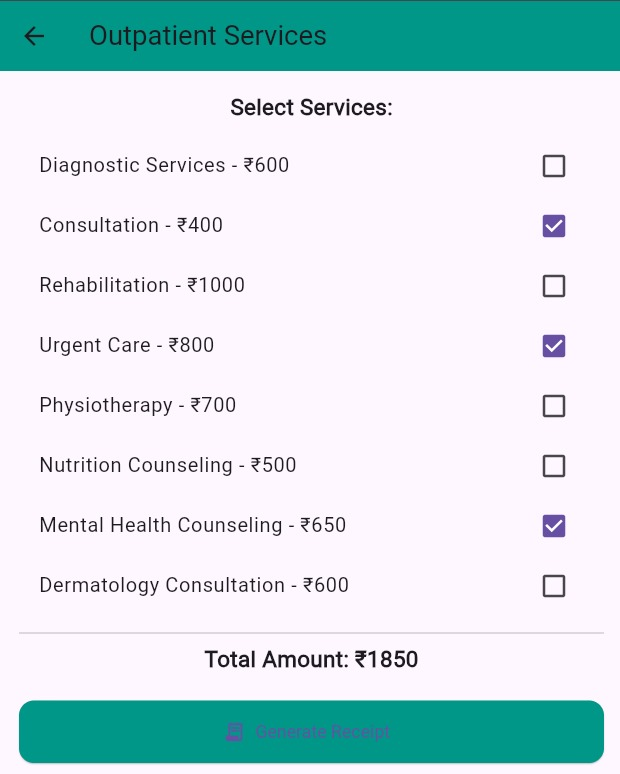 Outpatient Services
Select Services:
Diagnostic Services - ₹600
Consultation - ₹400
Rehabilitation - ₹1000
Urgent Care - ₹800
Physiotherapy - ₹700
Nutrition Counseling - ₹500
Mental Health Counseling - ₹650
Dermatology Consultation - ₹600
Total Amount: ₹1850
Generate Receipt